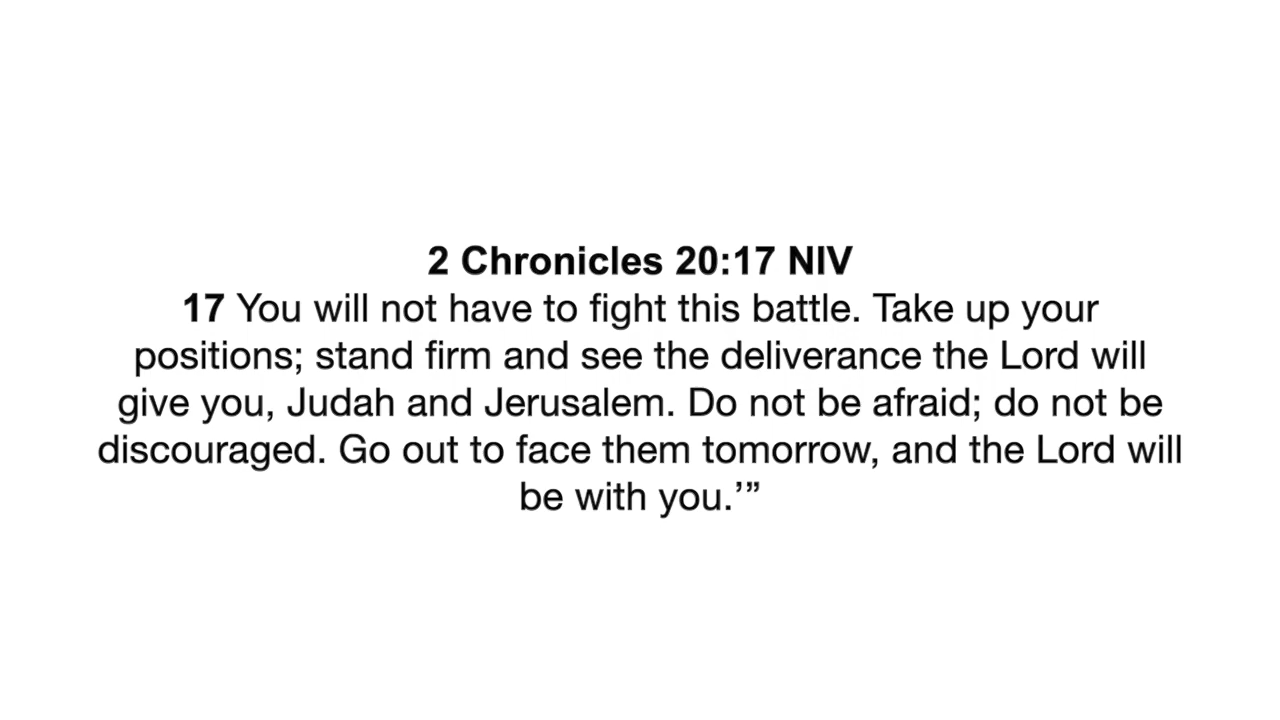 2 Chronicles 20:17 NIV
17 You will not have to fight this battle. Take up your
positions; stand firm and see the deliverance the Lord will
give you, Judah and Jerusalem. Do not be afraid; do not be
discouraged. Go out to face them tomorrow, and the Lord will
be with you.’”